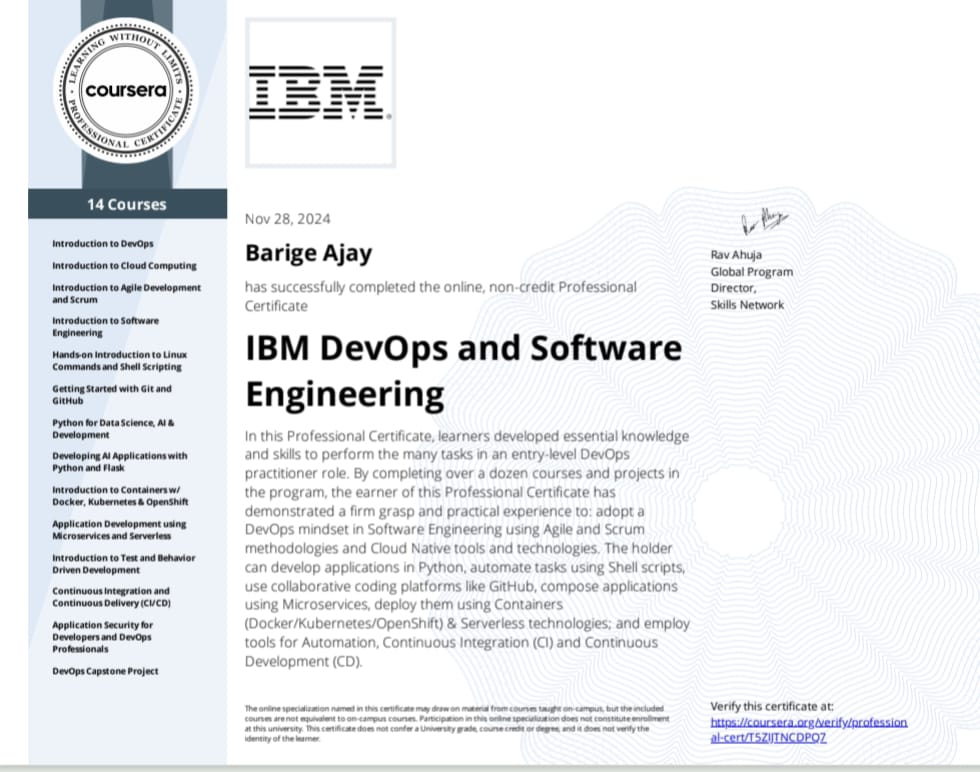 LEARNING WITHOUT LIMITS
coursera
PROFESSIONAL CERTIFICATE
14 Courses
Introduction to DevOps
Introduction to Cloud Computing
Introduction to Agile Development
and Scrum
Introduction to Software
Engineering
Hands-on Introduction to Linux
Commands and Shell Scripting
Getting Started with Git and
GitHub
Python for Data Science, AI &
Development
Developing AI Applications with
Python and Flask
Introduction to Containers w/
Docker, Kubernetes & OpenShift
Application Development using
Microservices and Serverless
Introduction to Test and Behavior
Driven Development
Continuous Integration and
Continuous Delivery (CI/CD)
Application Security for
Developers and DevOps
Professionals
DevOps Capstone Project
IBM®
Nov 28, 2024
Barige Ajay
has successfully completed the online, non-credit Professional
Certificate
IBM DevOps and Software
Engineering
In this Professional Certificate, learners developed essential knowledge
and skills to perform the many tasks in an entry-level DevOps
practitioner role. By completing over a dozen courses and projects in
the program, the earner of this Professional Certificate has
demonstrated a firm grasp and practical experience to: adopt a
DevOps mindset in Software Engineering using Agile and Scrum
methodologies and Cloud Native tools and technologies. The holder
can develop applications in Python, automate tasks using Shell scripts,
use collaborative coding platforms like GitHub, compose applications
using Microservices, deploy them using Containers
(Docker/Kubernetes/OpenShift) & Serverless technologies; and employ
tools for Automation, Continuous Integration (CI) and Continuous
Development (CD).
The online specialization named in this certificate may draw on material from courses taught on-campus, but the included
courses are not equivalent to on-campus courses. Participation in this online specialization does not constitute enrollment
at this university. This certificate does not confer a University grade, course credit or degree, and it does not verify the
identity of the learner.
Rav Ahuja
Global Program
Director,
Skills Network
Verify this certificate at:
https://coursera.org/verify/profession
al-cert/T5ZIJTNCDPQ7